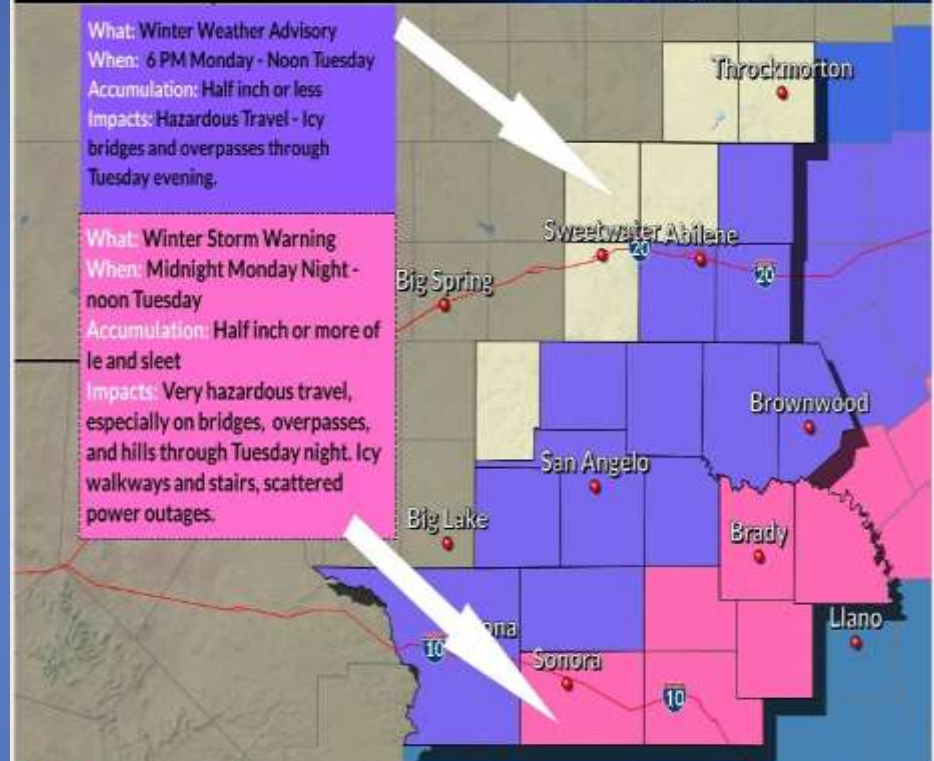 What: Winter Weather Advisory
When: 6 PM Monday - Noon Tuesday
Accumulation: Half inch or less
Impacts: Hazardous Travel - Icy
bridges and overpasses through
Tuesday evening.
What: Winter Storm Warning
When: Midnight Monday Night -
noon Tuesday
Accumulation: Half inch or more of
Ie and sleet
Impacts: Very hazardous travel,
especially on bridges, overpasses,
and hills through Tuesday night. Icy
walkways and stairs, scattered
power outages.
Throckmorton
Sweetwater
Abilene
20
20
Big Spring
Brownwood
San Angelo
Big Lake
Brady
Llano
ona
10
Sonora
10